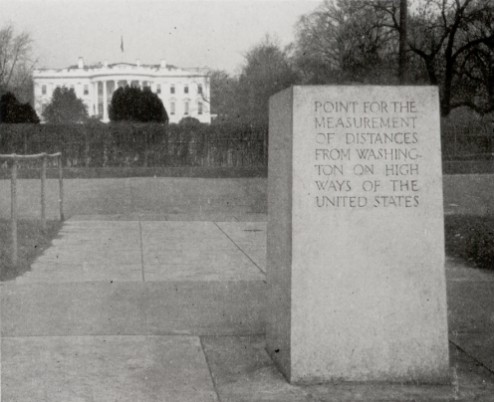 POINT FOR THE
MEASUREMENT
OF DISTANCES
FROM WASHING-
TON ON HIGH
WAYS OF THE
UNITED STATES